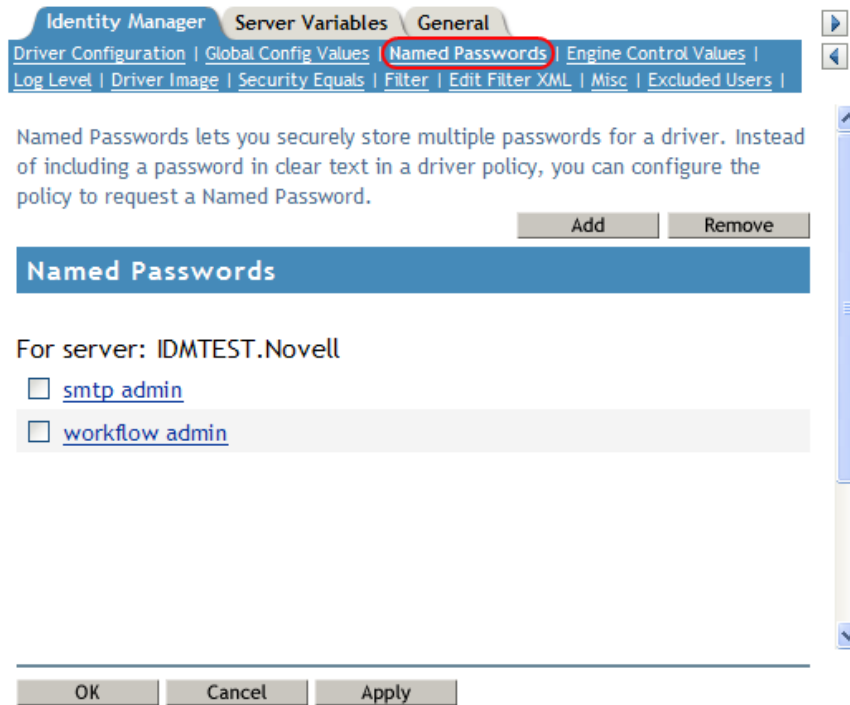 Identity Manager Server Variables General
Driver Configuration | Global Config Values | Named Passwords | Engine Control Values |
Log Level | Driver Image | Security Equals | Filter | Edit Filter XML | Misc | Excluded Users |
Named Passwords lets you securely store multiple passwords for a driver. Instead
of including a password in clear text in a driver policy, you can configure the
policy to request a Named Password.
Add Remove
Named Passwords
For server: IDMTEST.Novell
smtp admin
workflow admin
OK Cancel Apply